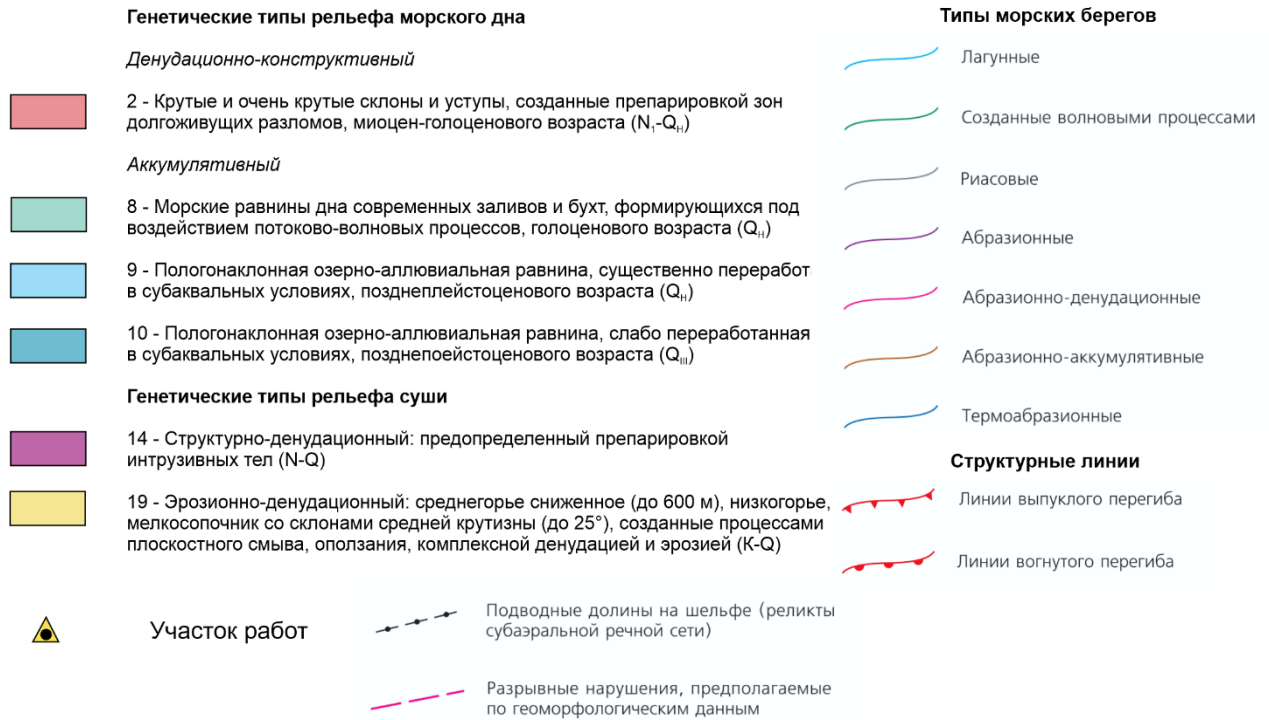 Генетические типы рельефа морского дна
Денудационно-конструктивный
2 - Крутые и очень крутые склоны и уступы, созданные препарировкой зон
долгоживущих разломов, миоцен-голоценового возраста (N₁-Qₕ)
Аккумулятивный
8 - Морские равнины дна современных заливов и бухт, формирующихся под
воздействием потоково-волновых процессов, голоценового возраста (Qₕ)
9 - Пологонаклонная озерно-аллювиальная равнина, существенно переработ
в субаквальных условиях, позднеплейстоценового возраста (Qₕ)
10 - Пологонаклонная озерно-аллювиальная равнина, слабо переработанная
в субаквальных условиях, позднепоейстоценового возраста (QIII)
Генетические типы рельефа суши
14 - Структурно-денудационный: предопределенный препарировкой
интрузивных тел (N-Q)
19 - Эрозионно-денудационный: среднегорье сниженное (до 600 м), низкогорье,
мелкосопочник со склонами средней крутизны (до 25°), созданные процессами
плоскостного смыва, оползания, комплексной денудацией и эрозией (К-Q)
Участок работ
Подводные долины на шельфе (реликты
субаэральной речной сети)
Разрывные нарушения, предполагаемые
по геоморфологическим данным
Типы морских берегов
Лагунные
Созданные волновыми процессами
Риасовые
Абразионные
Абразионно-денудационные
Абразионно-аккумулятивные
Термоабразионные
Структурные линии
Линии выпуклого перегиба
Линии вогнутого перегиба